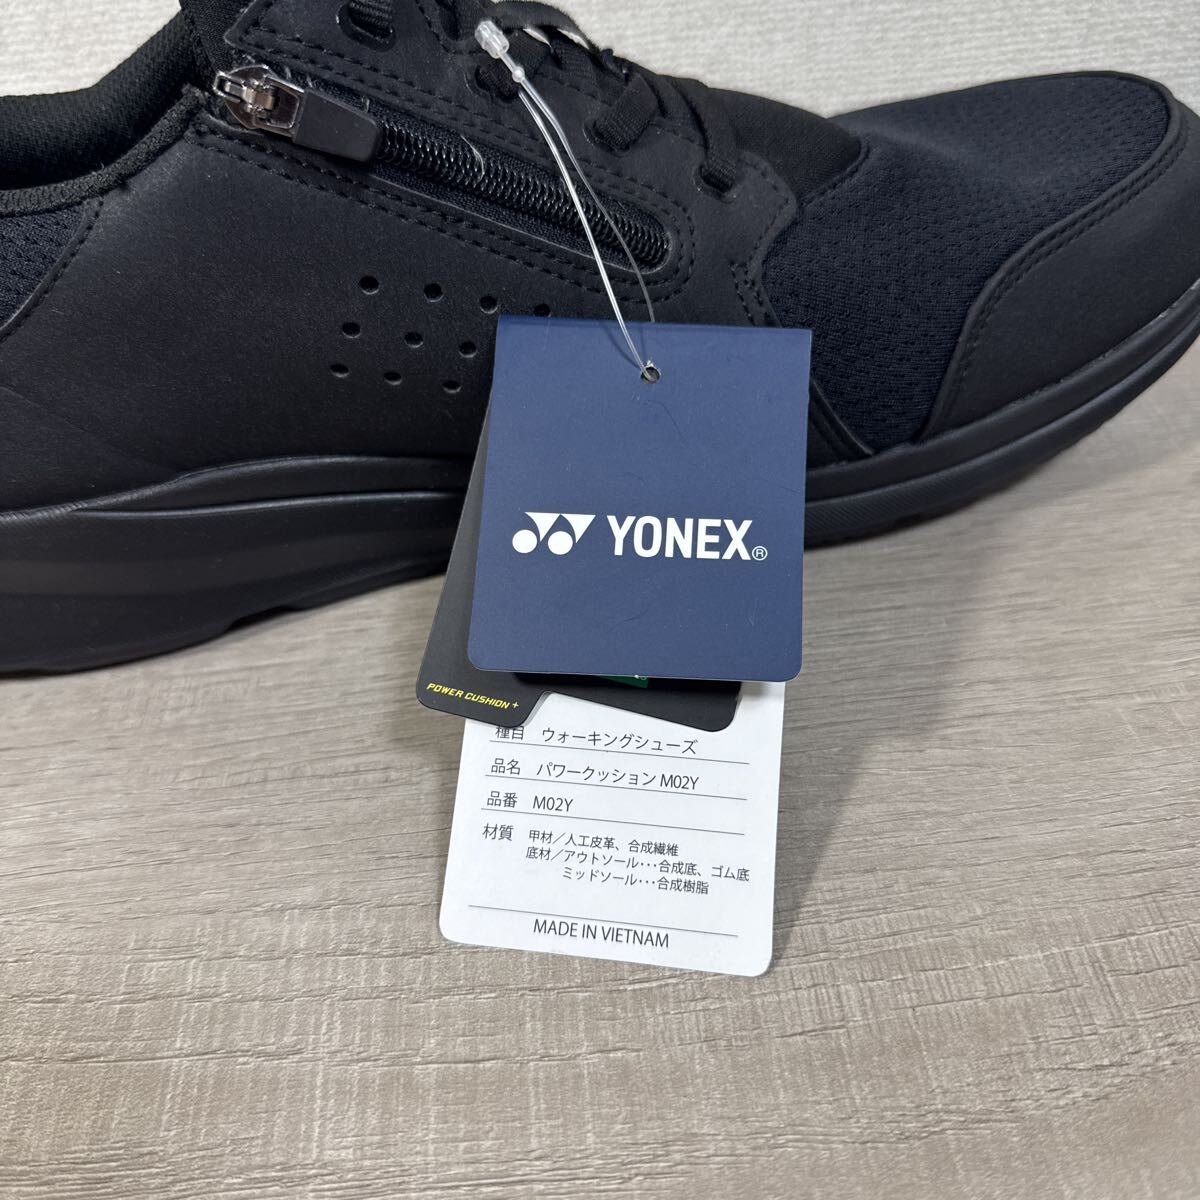 YONEX®
POWER CUSHION +
種目 ウォーキングシューズ
品名 パワークッション M02Y
品番 M02Y
材質 甲材／人工皮革、合成繊維
底材／アウトソール･･･合成底、ゴム底
ミッドソール･･･合成樹脂
MADE IN VIETNAM